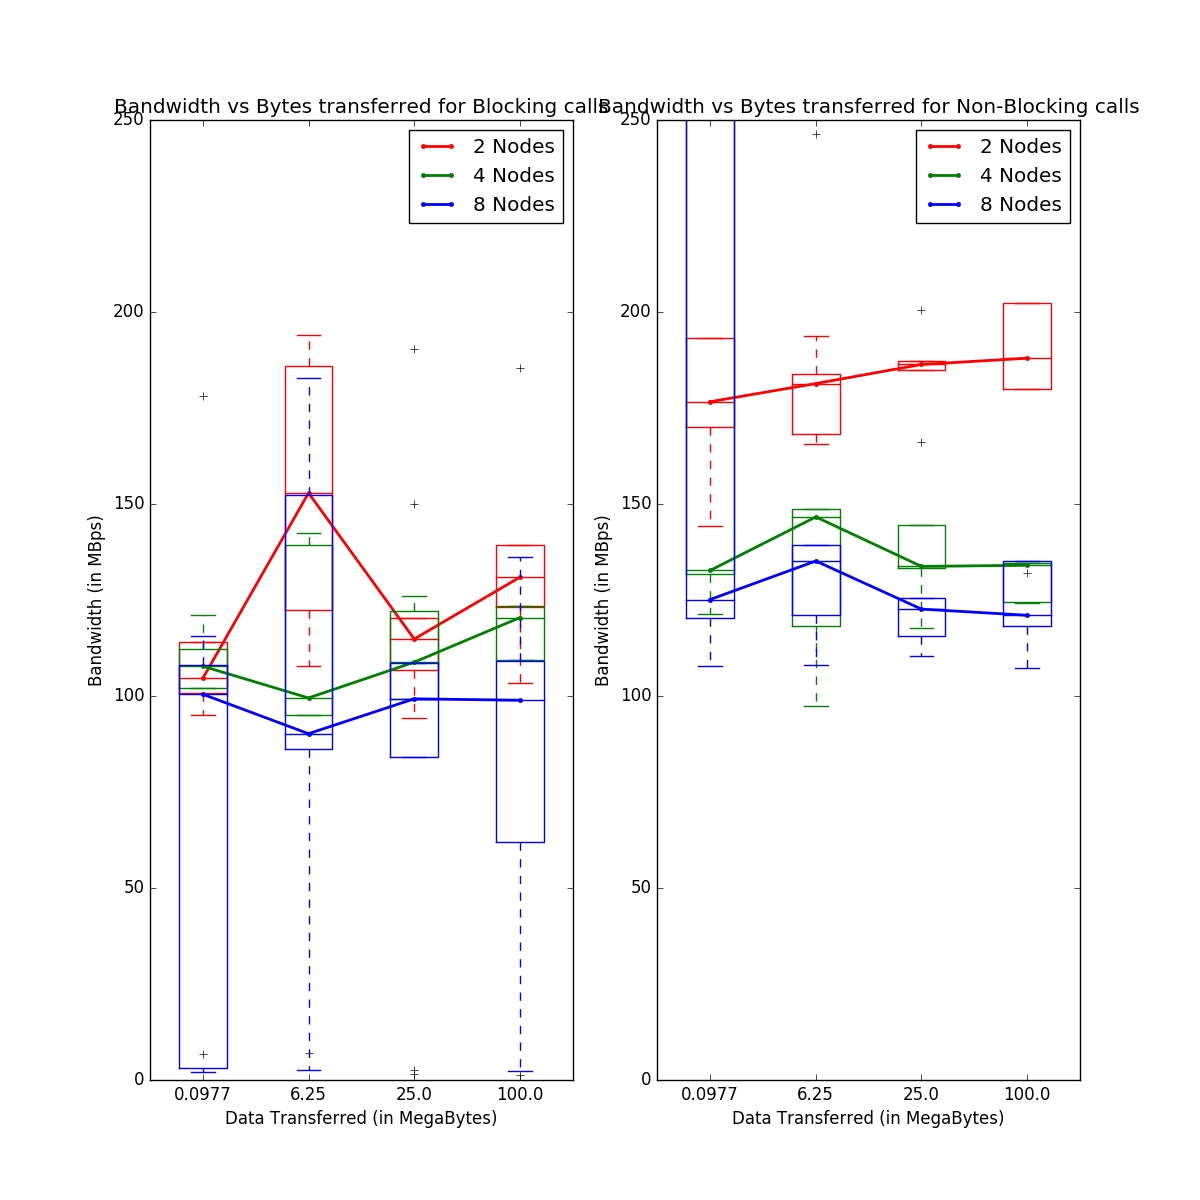 Bandwidth vs Bytes transferred for Blocking calls
250
200
150
100
50
0
Bandwidth (in MBps)
2 Nodes
4 Nodes
8 Nodes
0.0977 6.25 25.0 100.0
Data Transferred (in MegaBytes)
Bandwidth vs Bytes transferred for Non-Blocking calls
250
200
150
100
50
0
Bandwidth (in MBps)
2 Nodes
4 Nodes
8 Nodes
0.0977 6.25 25.0 100.0
Data Transferred (in MegaBytes)